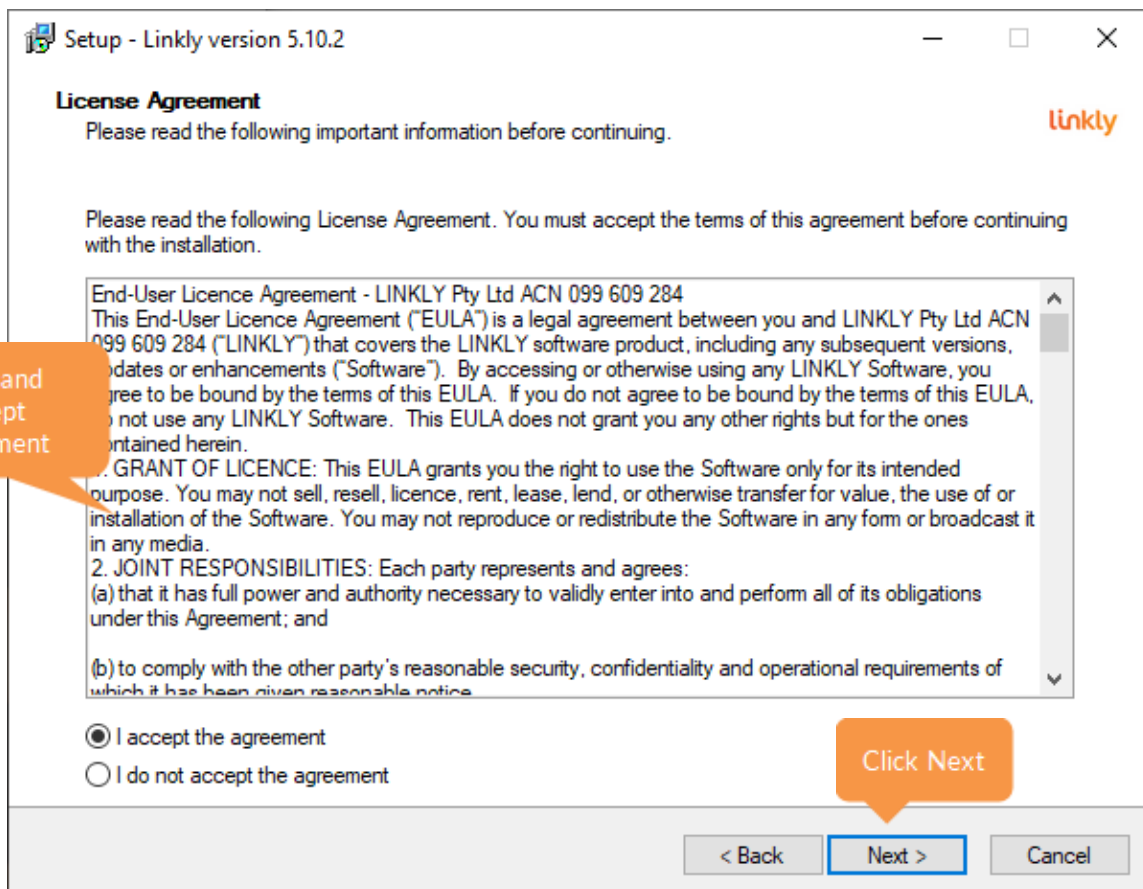 Setup - Linkly version 5.10.2
License Agreement
Please read the following important information before continuing.
linkly
Please read the following License Agreement. You must accept the terms of this agreement before continuing
with the installation.
End-User Licence Agreement - LINKLY Pty Ltd ACN 099 609 284
This End-User Licence Agreement ("EULA") is a legal agreement between you and LINKLY Pty Ltd ACN
099 609 284 ("LINKLY") that covers the LINKLY software product, including any subsequent versions,
updates or enhancements ("Software").  By accessing or otherwise using any LINKLY Software, you
agree to be bound by the terms of this EULA.  If you do not agree to be bound by the terms of this EULA,
not use any LINKLY Software.  This EULA does not grant you any other rights but for the ones
contained herein.
and
GRANT OF LICENCE: This EULA grants you the right to use the Software only for its intended
purpose. You may not sell, resell, licence, rent, lease, lend, or otherwise transfer for value, the use of or
installation of the Software. You may not reproduce or redistribute the Software in any form or broadcast it
in any media.
2. JOINT RESPONSIBILITIES: Each party represents and agrees:
(a) that it has full power and authority necessary to validly enter into and perform all of its obligations
under this Agreement; and
(b) to comply with the other party's reasonable security, confidentiality and operational requirements of
which it has been given reasonable notice
I accept the agreement
I do not accept the agreement
Click Next
< Back
Next >
Cancel